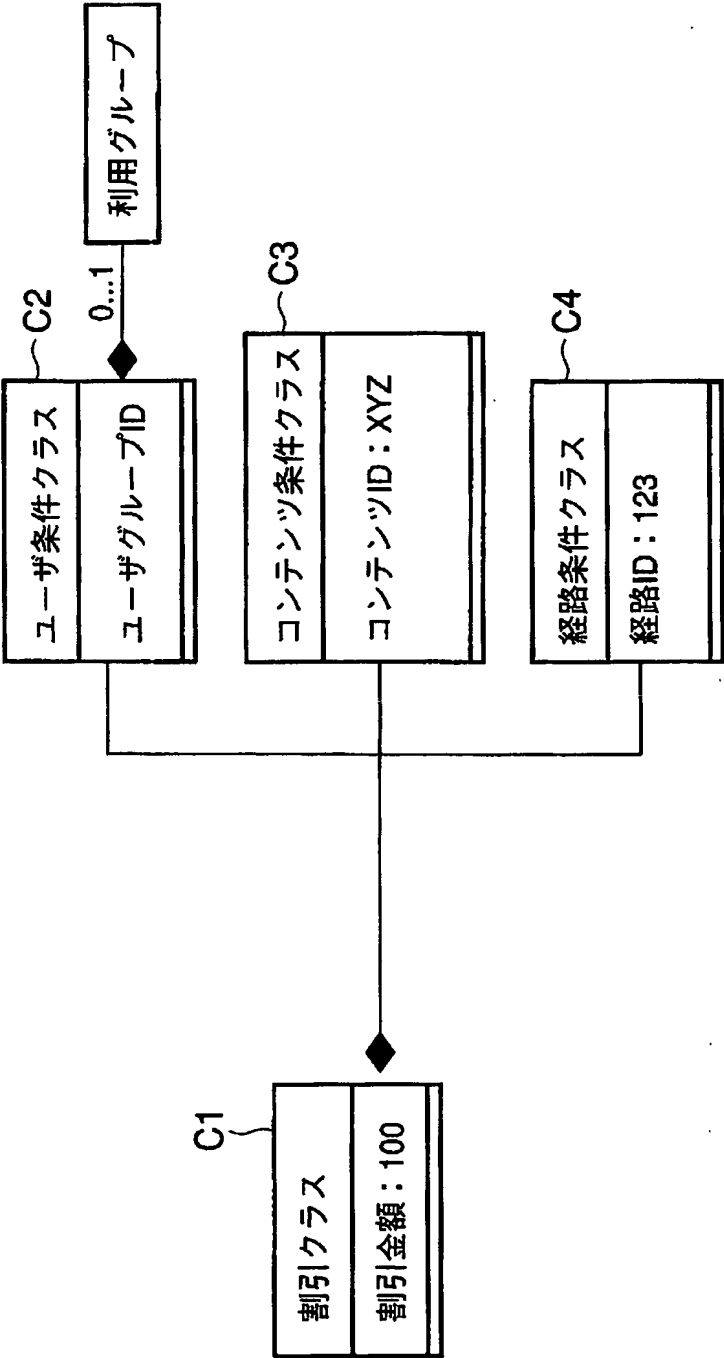 C1
割引クラス
割引金額：100
C2
ユーザ条件クラス
ユーザグループID
0...1
利用グループ
C3
コンテンツ条件クラス
コンテンツID：XYZ
C4
経路条件クラス
経路ID：123